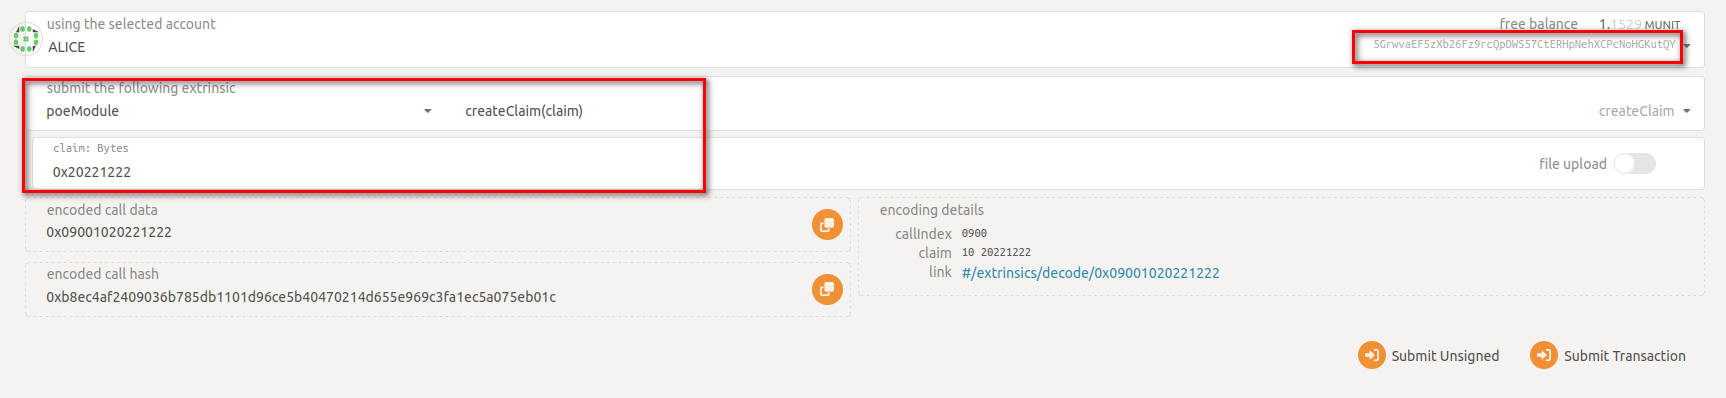 using the selected account
free balance 1.1529 MUNIT
ALICE
5GrwvaEF5zXb26Fz9rcQpDWS57CtERHpNehXCPcNoHGKutQY
submit the following extrinsic
poeModule createClaim(claim) createClaim
claim: Bytes
0x20221222
file upload
encoded call data
0x09001020221222
encoding details
callIndex 0900
claim 10 20221222
link #/extrinsics/decode/0x09001020221222
encoded call hash
0xb8ec4af2409036b785db1101d96ce5b40470214d655e969c3fa1ec5a075eb01c
Submit Unsigned Submit Transaction